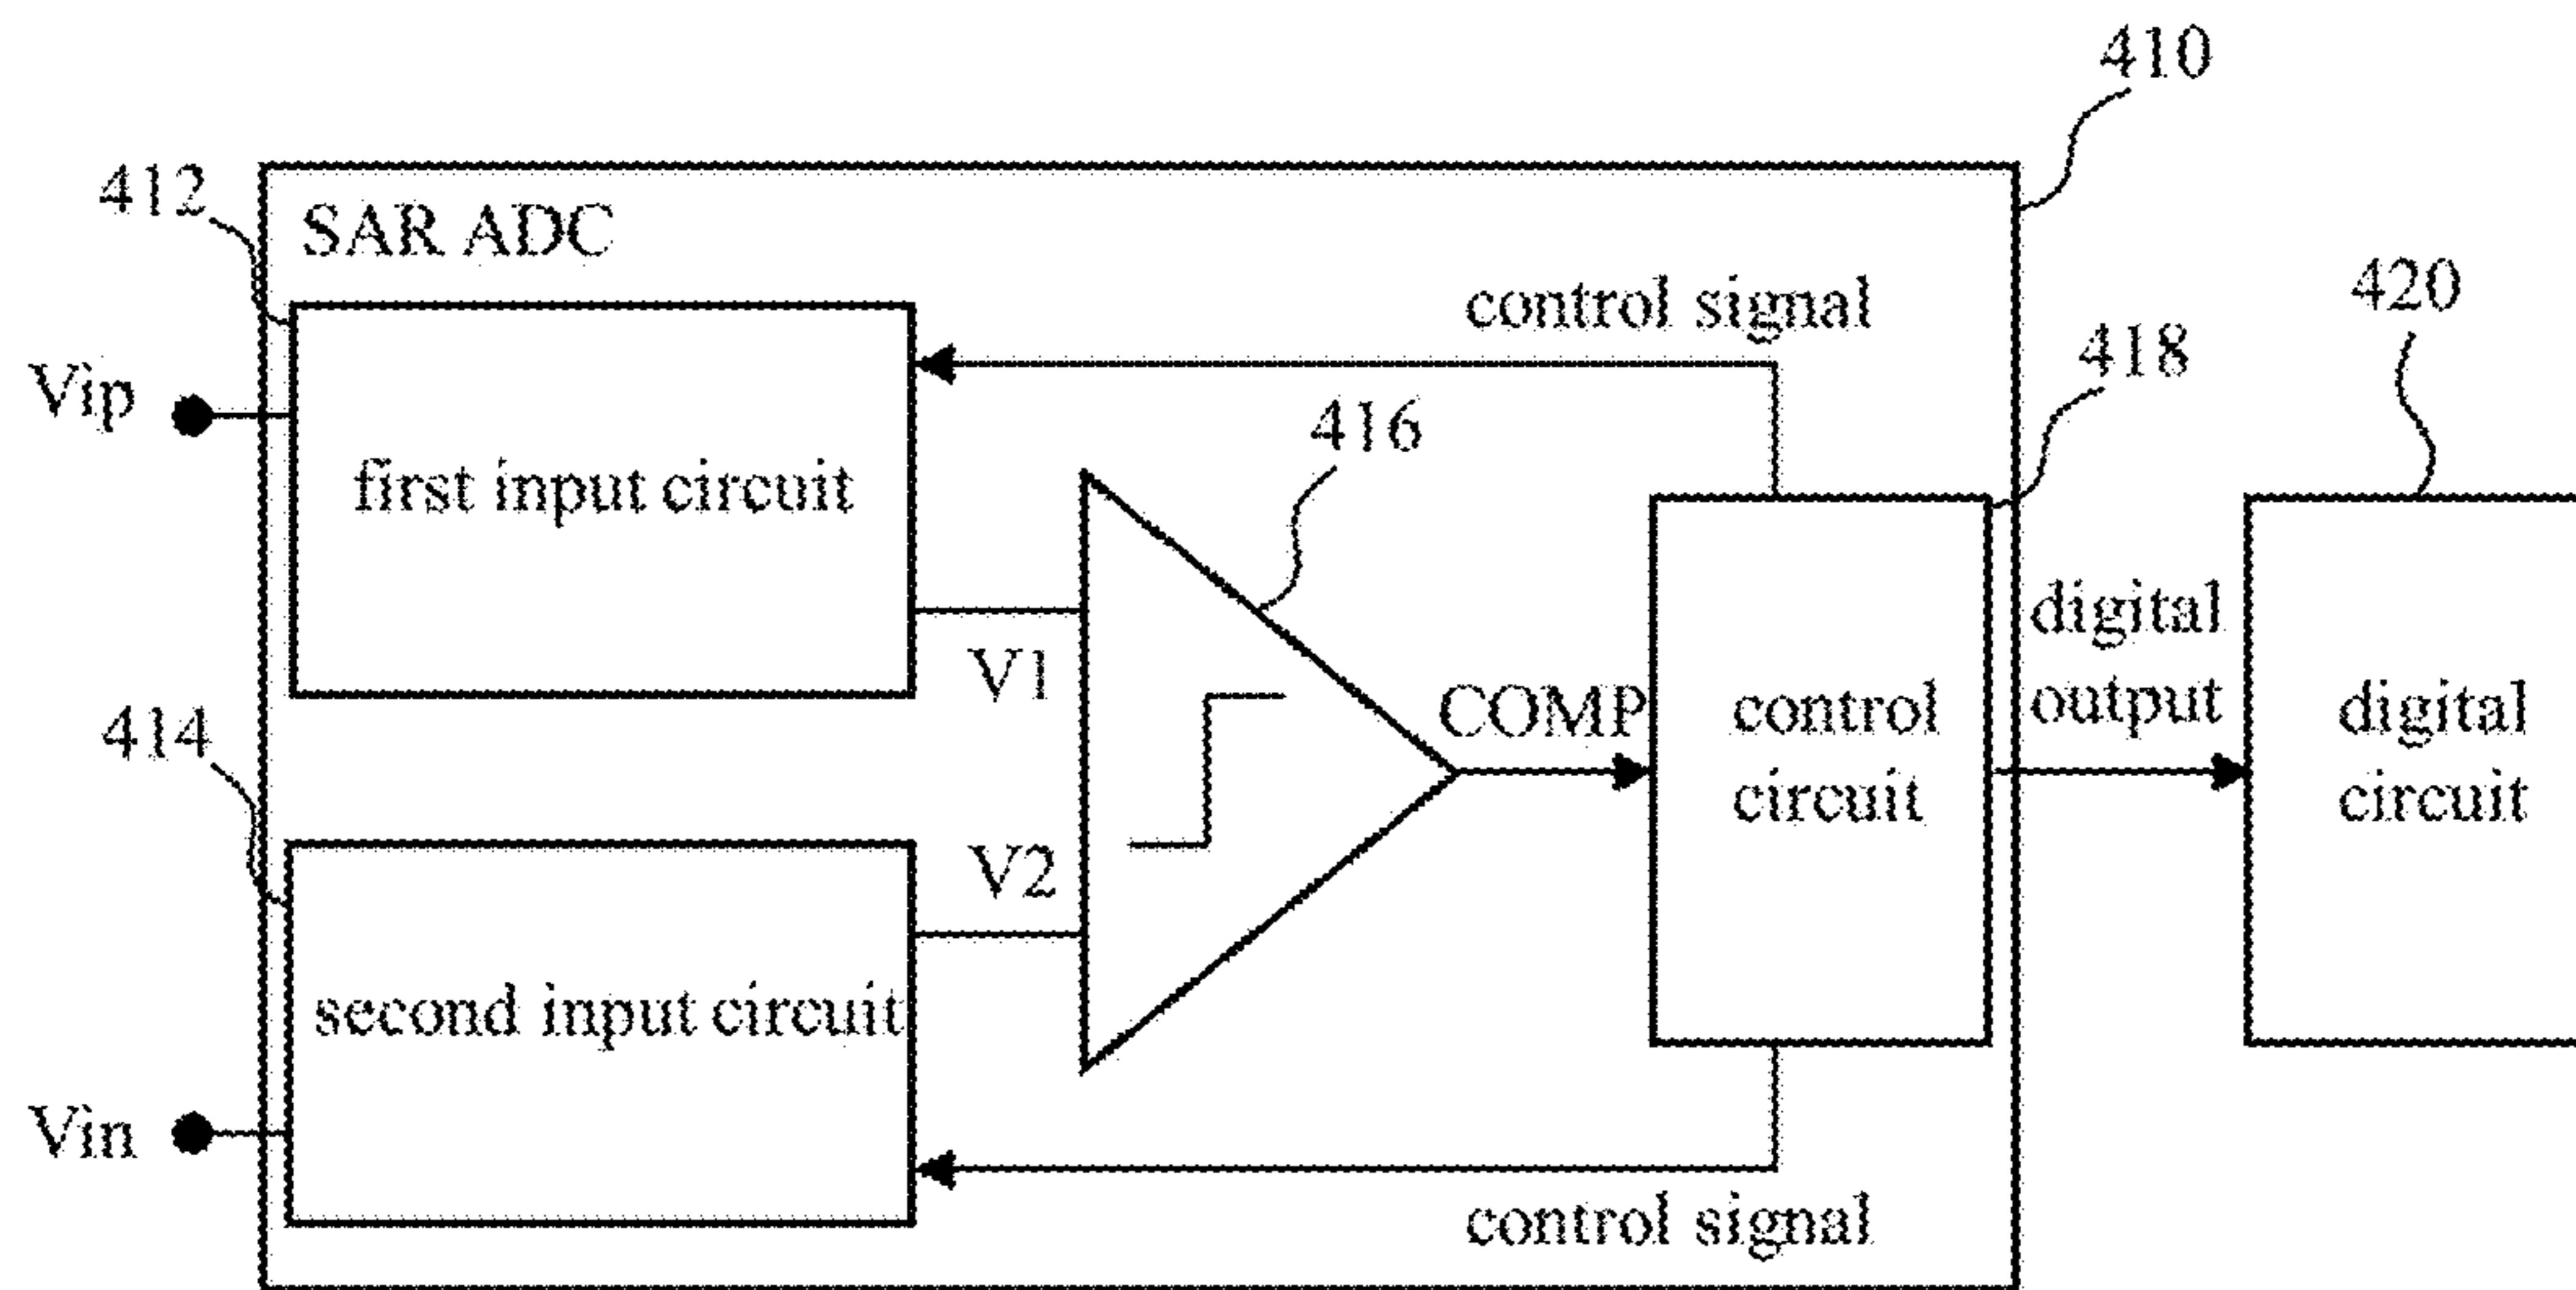 410
412
SAR ADC
control signal
420
418
Vip
416
first input circuit
digital
output
V1
COMP
control
circuit
digital
circuit
414
V2
second input circuit
Vin
control signal